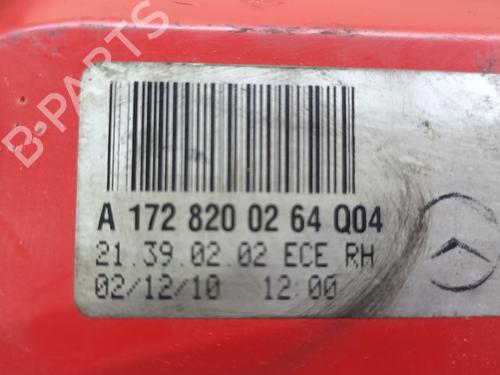 B-PARTS
A 172 820 02 64 Q04
21.39.02 02 ECE RH
02/12/10 12:00